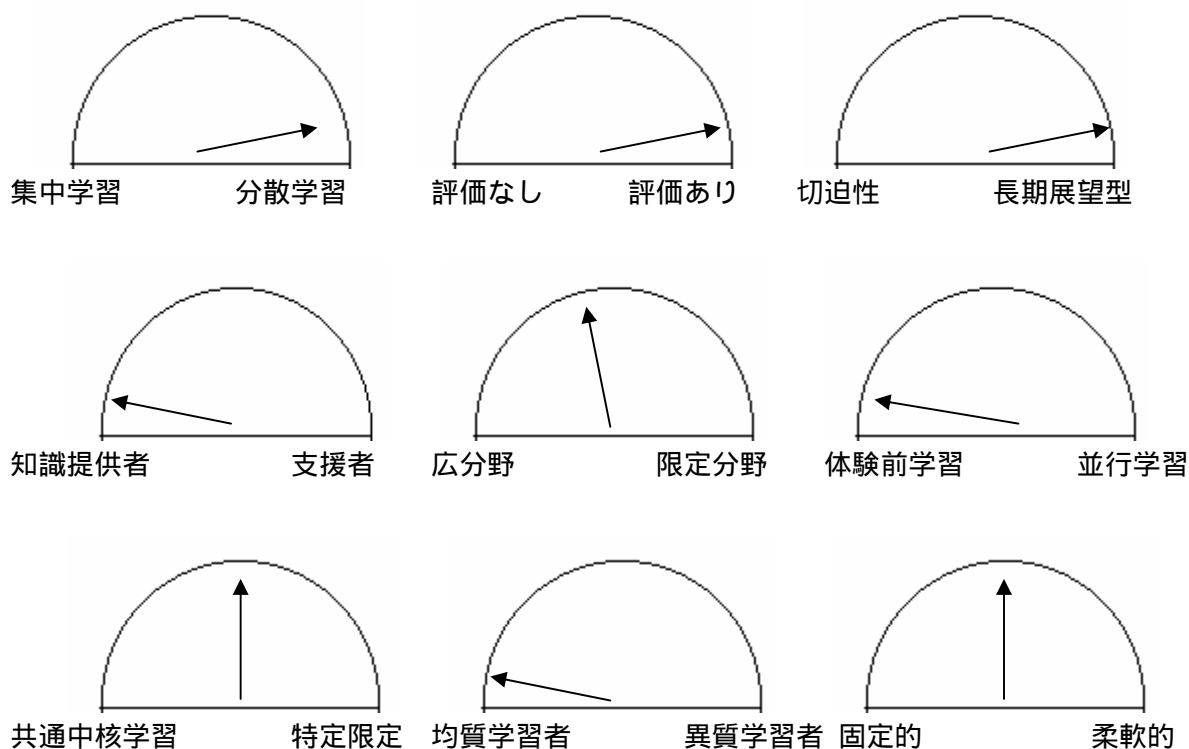 集中学習 分散学習 評価なし 評価あり 切迫性 長期展望型
知識提供者 支援者 広分野 限定分野 体験前学習 並行学習
共通中核学習 特定限定 均質学習者 異質学習者 固定的 柔軟的